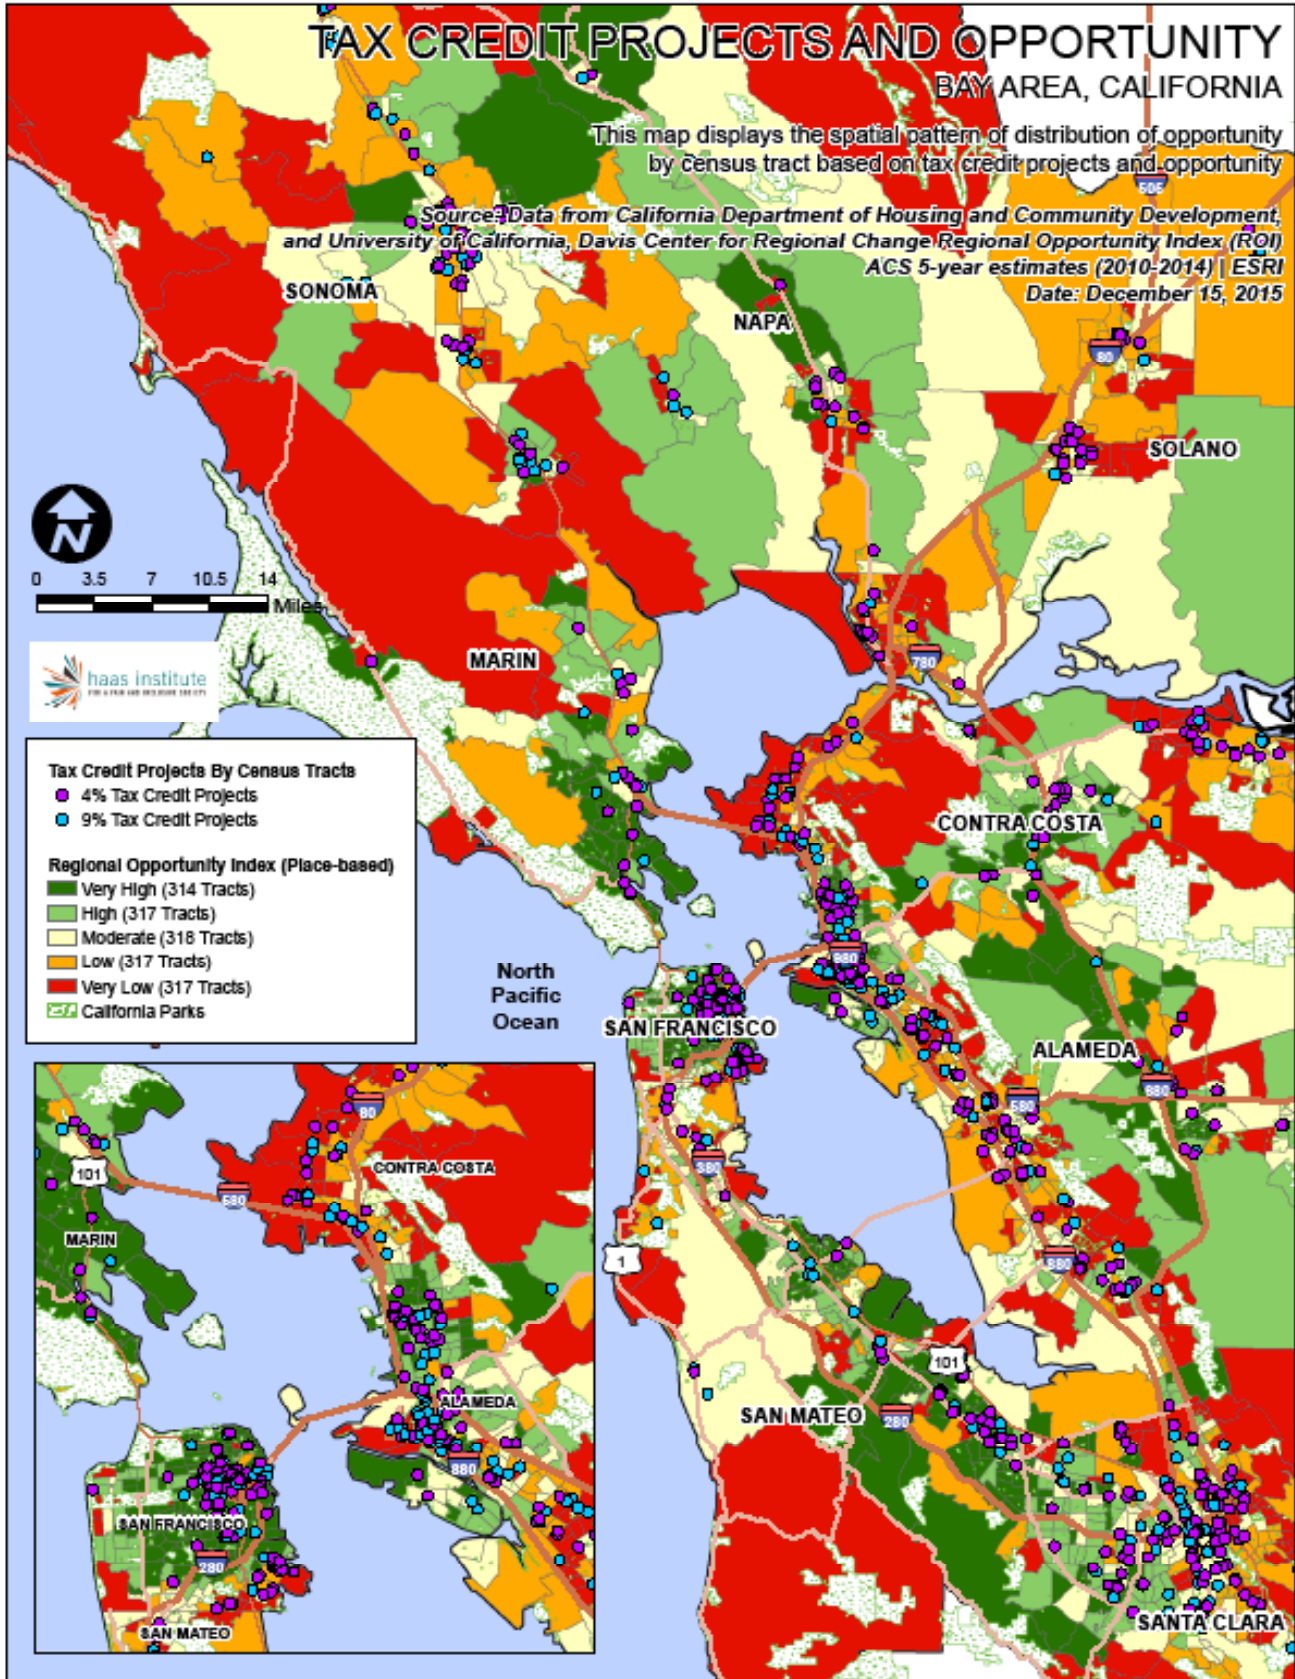 TAX CREDIT PROJECTS AND OPPORTUNITY
BAY AREA, CALIFORNIA
This map displays the spatial pattern of distribution of opportunity
by census tract based on tax credit projects and opportunity
505
Source: Data from California Department of Housing and Community Development,
and University of California, Davis Center for Regional Change Regional Opportunity Index (ROI)
ACS 5-year estimates (2010-2014) | ESRI
Date: December 15, 2015
SONOMA
NAPA
80
SOLANO
N
0 3.5 7 10.5 14
Miles
MARIN
780
haas institute
FOR A FAIR AND INCLUSIVE SOCIETY
Tax Credit Projects By Census Tracts
4% Tax Credit Projects
9% Tax Credit Projects
Regional Opportunity Index (Place-based)
Very High (314 Tracts)
High (317 Tracts)
Moderate (318 Tracts)
Low (317 Tracts)
Very Low (317 Tracts)
California Parks
CONTRA COSTA
980
North
Pacific
Ocean
SAN FRANCISCO
ALAMEDA
580
680
380
880
1
101
SAN MATEO
280
SANTA CLARA
80
CONTRA COSTA
101
580
MARIN
ALAMEDA
880
SAN FRANCISCO
280
SAN MATEO